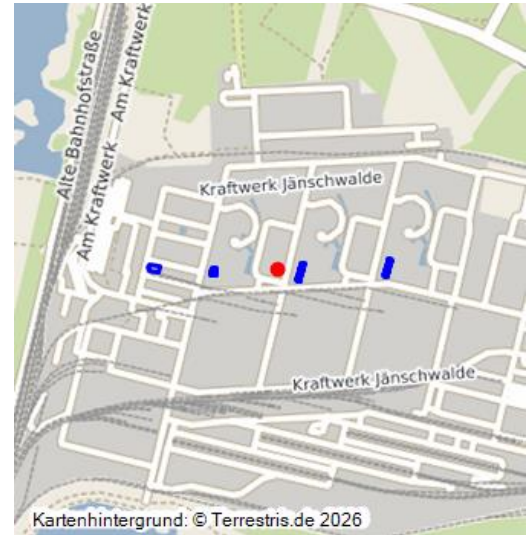 Alte Bahnhofstraße
Am Kraftwerk
Am Kraftwerk
Kraftwerk Jänschwalde
Kraftwerk Jänschwalde
Kartenhintergrund: © Terrestris.de 2026